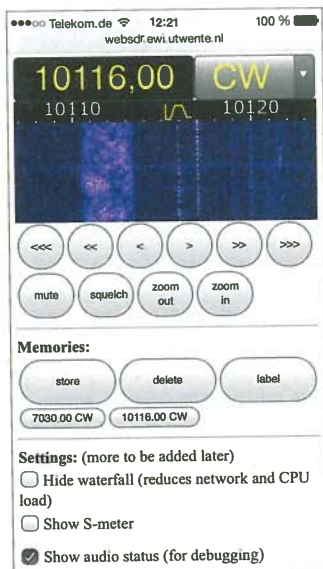 Telekom.de 12:21 100 %
websdr.ewi.utwente.nl
10116,00 CW
10110 10120
<<< << < > >> >>>
mute squelch zoom out zoom in
Memories:
store delete label
7030.00 CW 10116.00 CW
Settings: (more to be added later)
Hide waterfall (reduces network and CPU
load)
Show S-meter
Show audio status (for debugging)